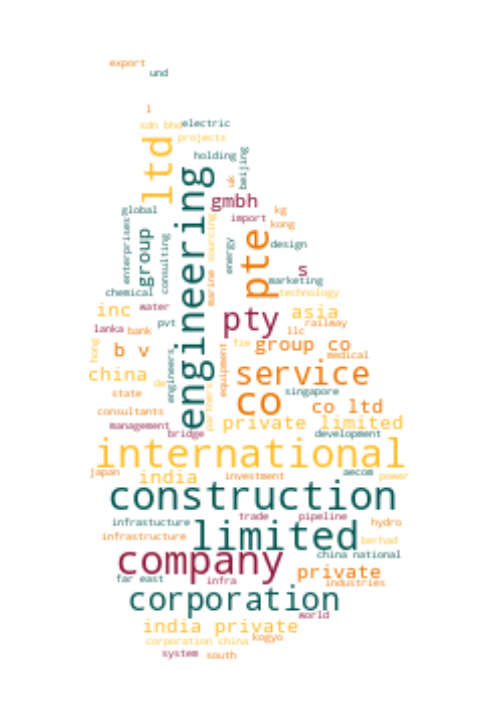 export
und
l
sdn bhd
electric
projects
ltd
holding
beijing
uk
engineering
gmbh
global
import
kg
kong
enterprises
group
consulting
sourcing
marine
energy
pte
design
s
chemical
marketing
technology
inc
water
pty
asia
lanka
bank
pvt
llc
railway
hong
b v
fze
group co
medical
china
de
engineers
equipment
service
state
partners
co
singapore
consultants
co ltd
management
bridge
private limited
development
international
japan
india
investment
aecom
power
construction
infrastucture
trade
pipeline
hydro
infrastructure
limited
berhad
company
china national
far east
infra
private
industries
corporation
world
india private
corporation china
kogyo
system
south